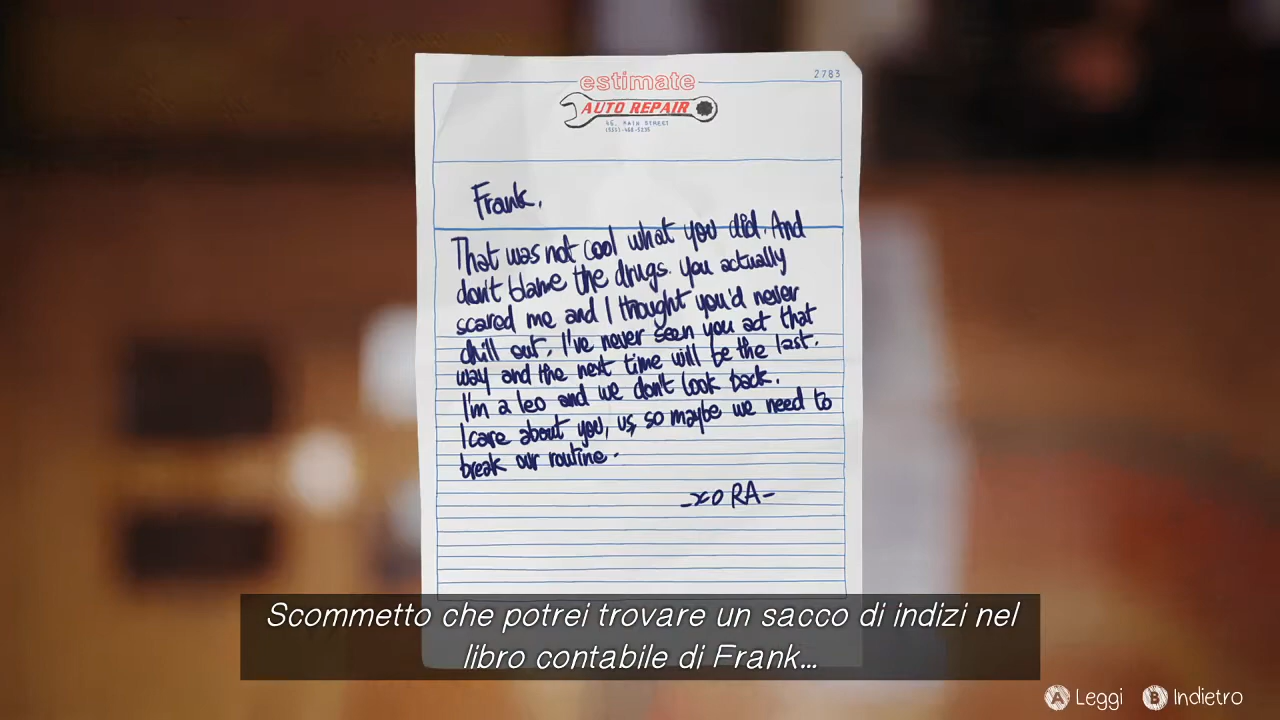 2783
estimate
AUTO REPAIR
45. MAIN STREET
Frank,
That was not cool what you did. And
don't blame the drugs. You actually
scared me and I thought you'd never
chill out. I've never seen you act that
way and the next time will be the last.
I'm a leo and we don't look back.
I care about you, us, so maybe we need to
break our routine.
-xo RA-
Scommetto che potrei trovare un sacco di indizi nel
libro contabile di Frank...
A Leggi B Indietro